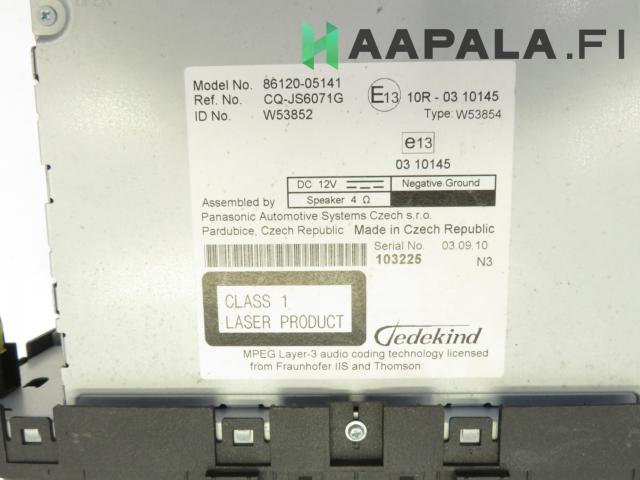 HAAPALA.FI
Model No. 86120-05141
Ref. No. CQ-JS6071G
ID No. W53852
E13 10R - 03 10145
Type: W53854
e13
03 10145
DC 12V Negative Ground
Speaker 4 Ω
Assembled by
Panasonic Automotive Systems Czech s.r.o.
Pardubice, Czech Republic Made in Czech Republic
Serial No. 03.09.10
103225 N3
CLASS 1
LASER PRODUCT
Dedekind
MPEG Layer-3 audio coding technology licensed
from Fraunhofer IIS and Thomson.